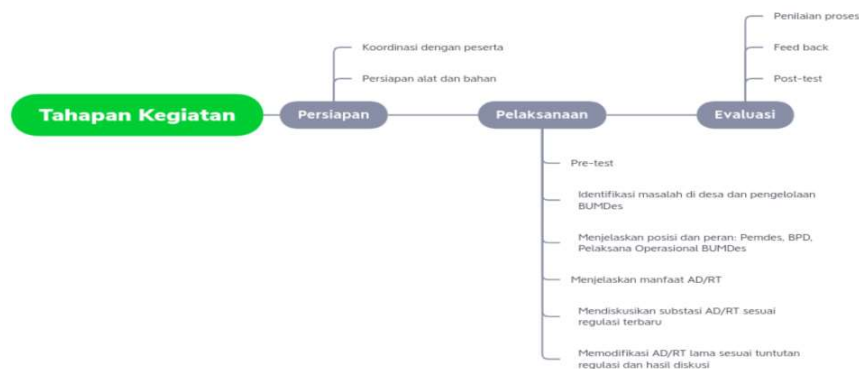 Tahapan Kegiatan
Persiapan
Koordinasi dengan peserta
Persiapan alat dan bahan
Pelaksanaan
Pre-test
Identifikasi masalah di desa dan pengelolaan
BUMDes
Menjelaskan posisi dan peran: Pemdes, BPD,
Pelaksana Operasional BUMDes
Menjelaskan manfaat AD/RT
Mendiskusikan substasi AD/RT sesuai
regulasi terbaru
Memodifikasi AD/RT lama sesuai tuntutan
regulasi dan hasil diskusi
Evaluasi
Penilaian proses
Feed back
Post-test